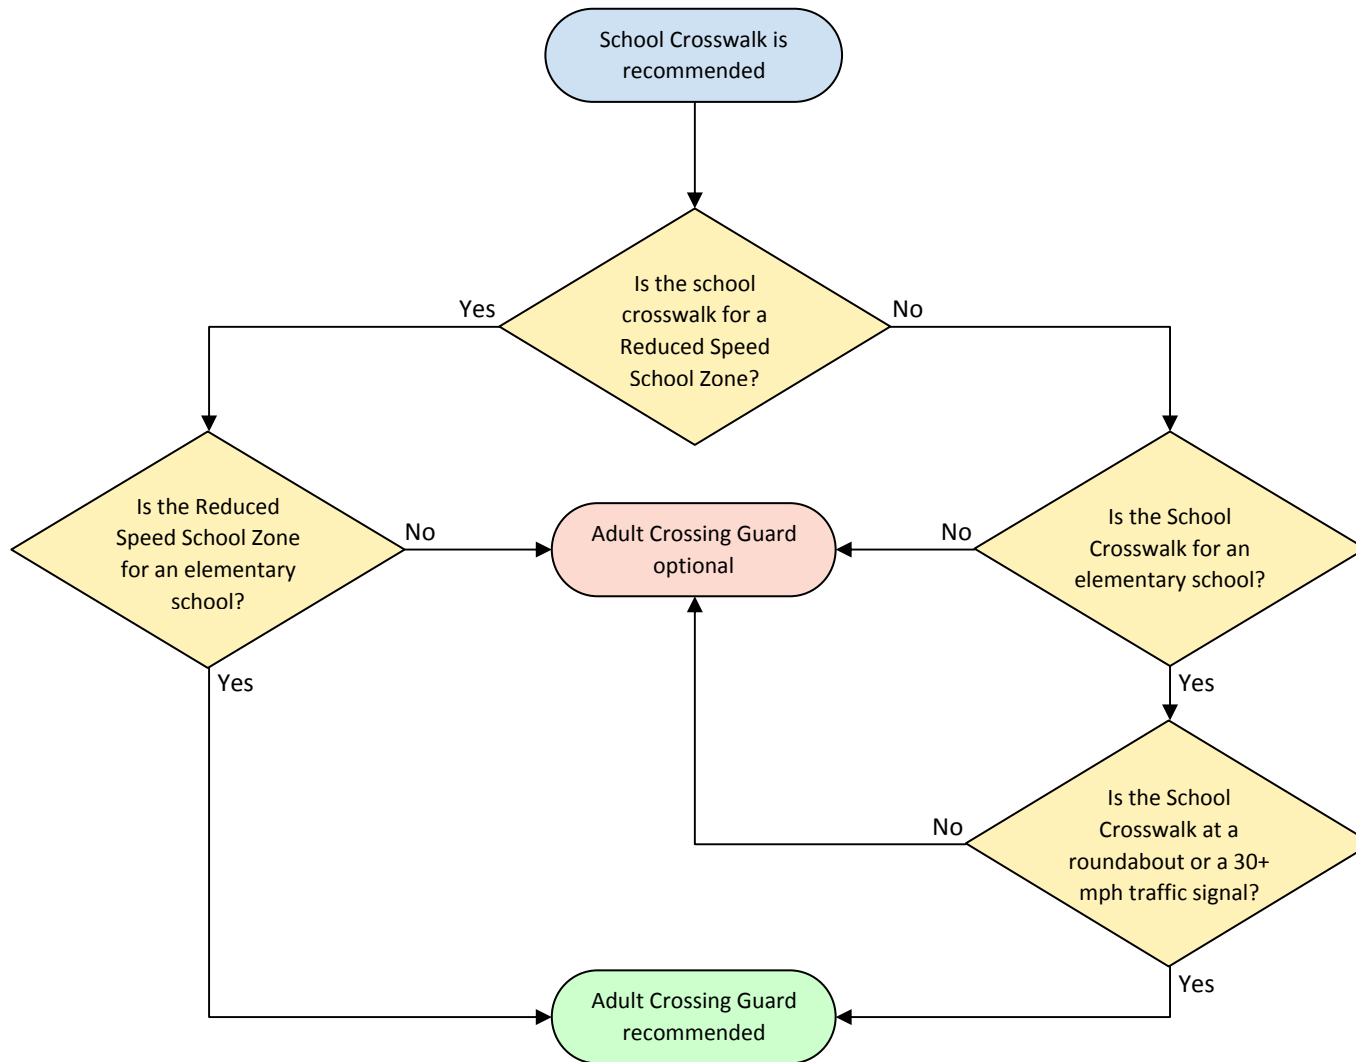 School Crosswalk is
recommended
Is the school
crosswalk for a
Reduced Speed
School Zone?
Yes
No
Is the Reduced
Speed School Zone
for an elementary
school?
No
Yes
Adult Crossing Guard
optional
No
Is the School
Crosswalk for an
elementary school?
Yes
Is the School
Crosswalk at a
roundabout or a 30+
mph traffic signal?
No
Yes
Adult Crossing Guard
recommended